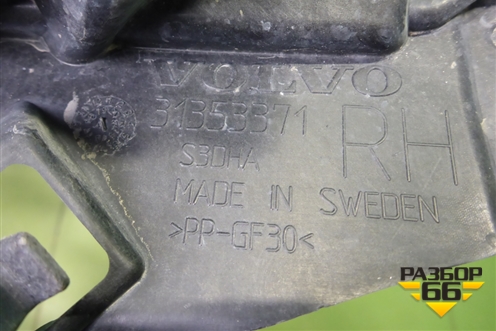 VOLVO
31353371
RH
S3DHA
MADE IN SWEDEN
>PP-GF30<
РАЗБОР
66